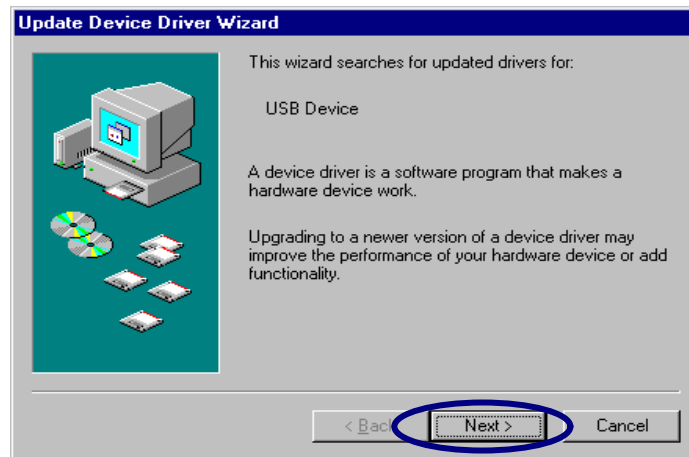 Update Device Driver Wizard
This wizard searches for updated drivers for:
USB Device
A device driver is a software program that makes a
hardware device work.
Upgrading to a newer version of a device driver may
improve the performance of your hardware device or add
functionality.
< Back Next > Cancel